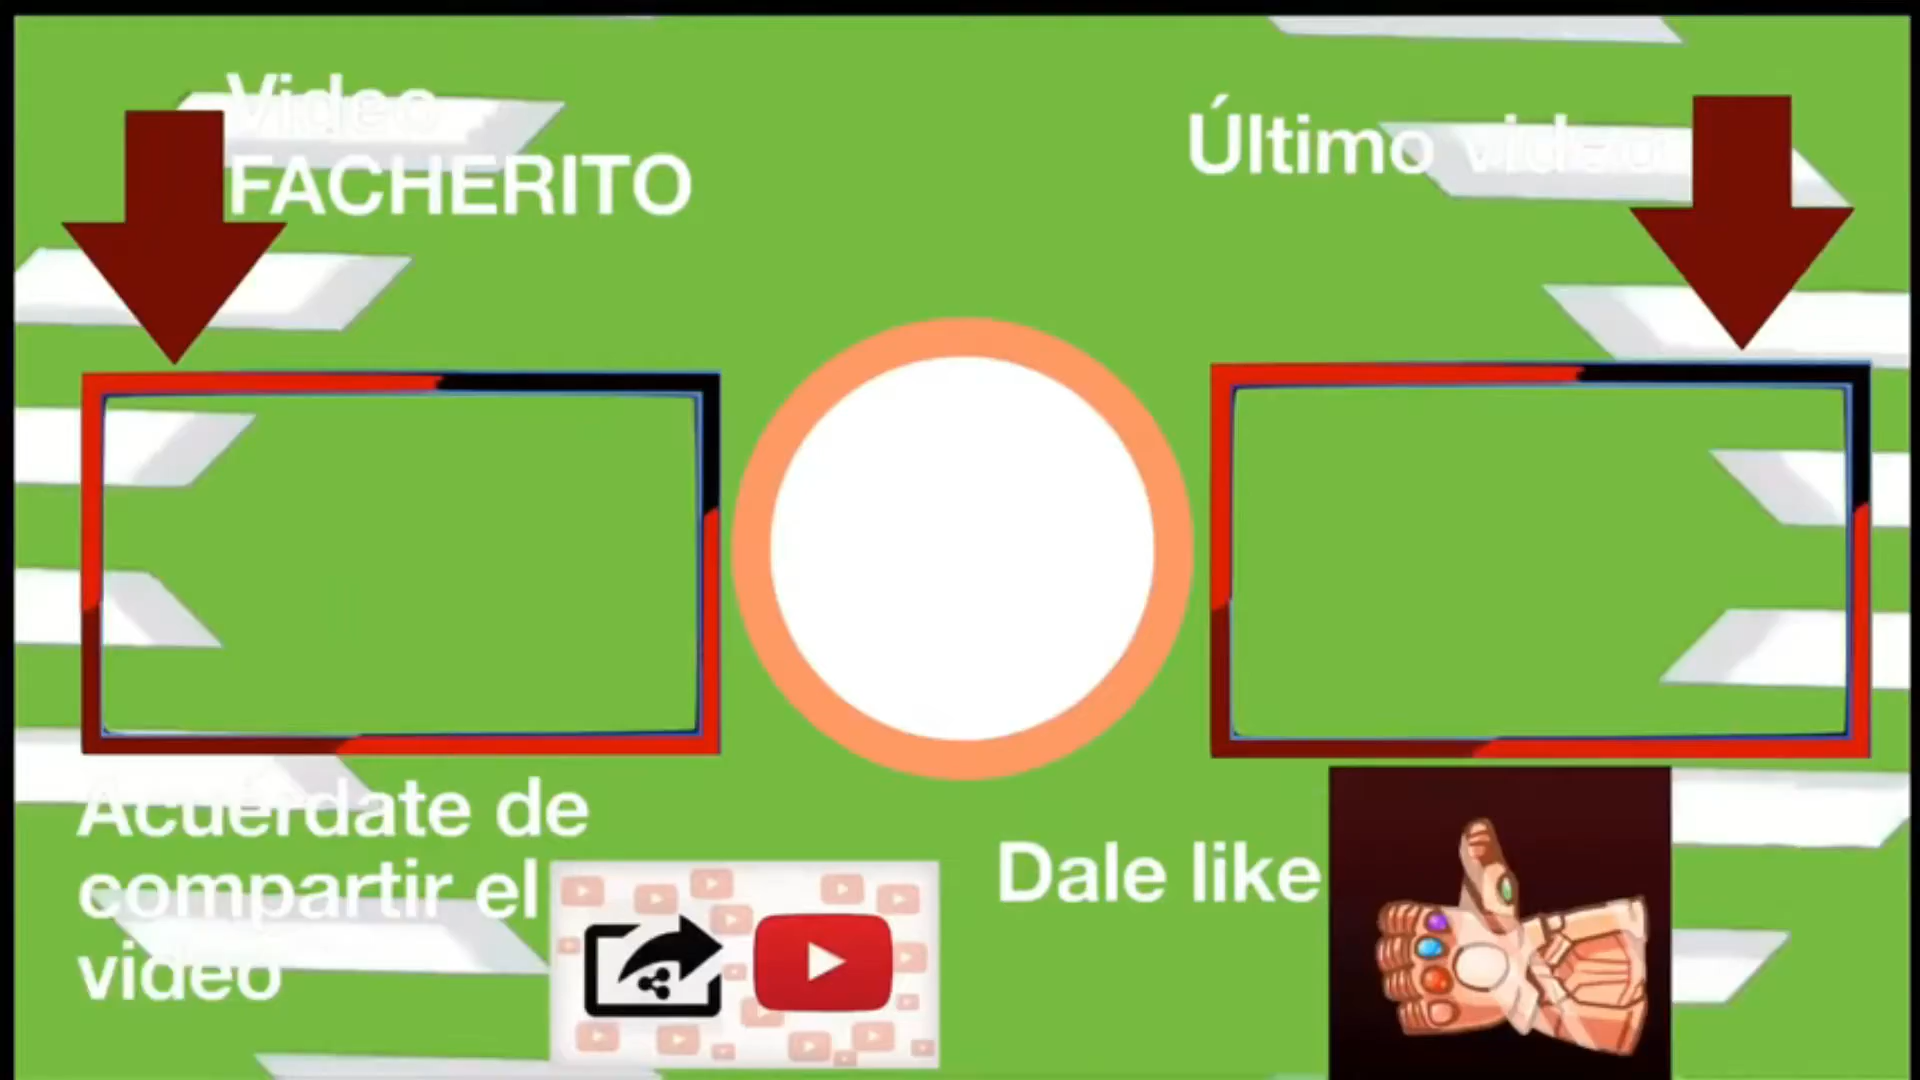 Video
FACHERITO
Último video
Acuérdate de
compartir el
video
Dale like